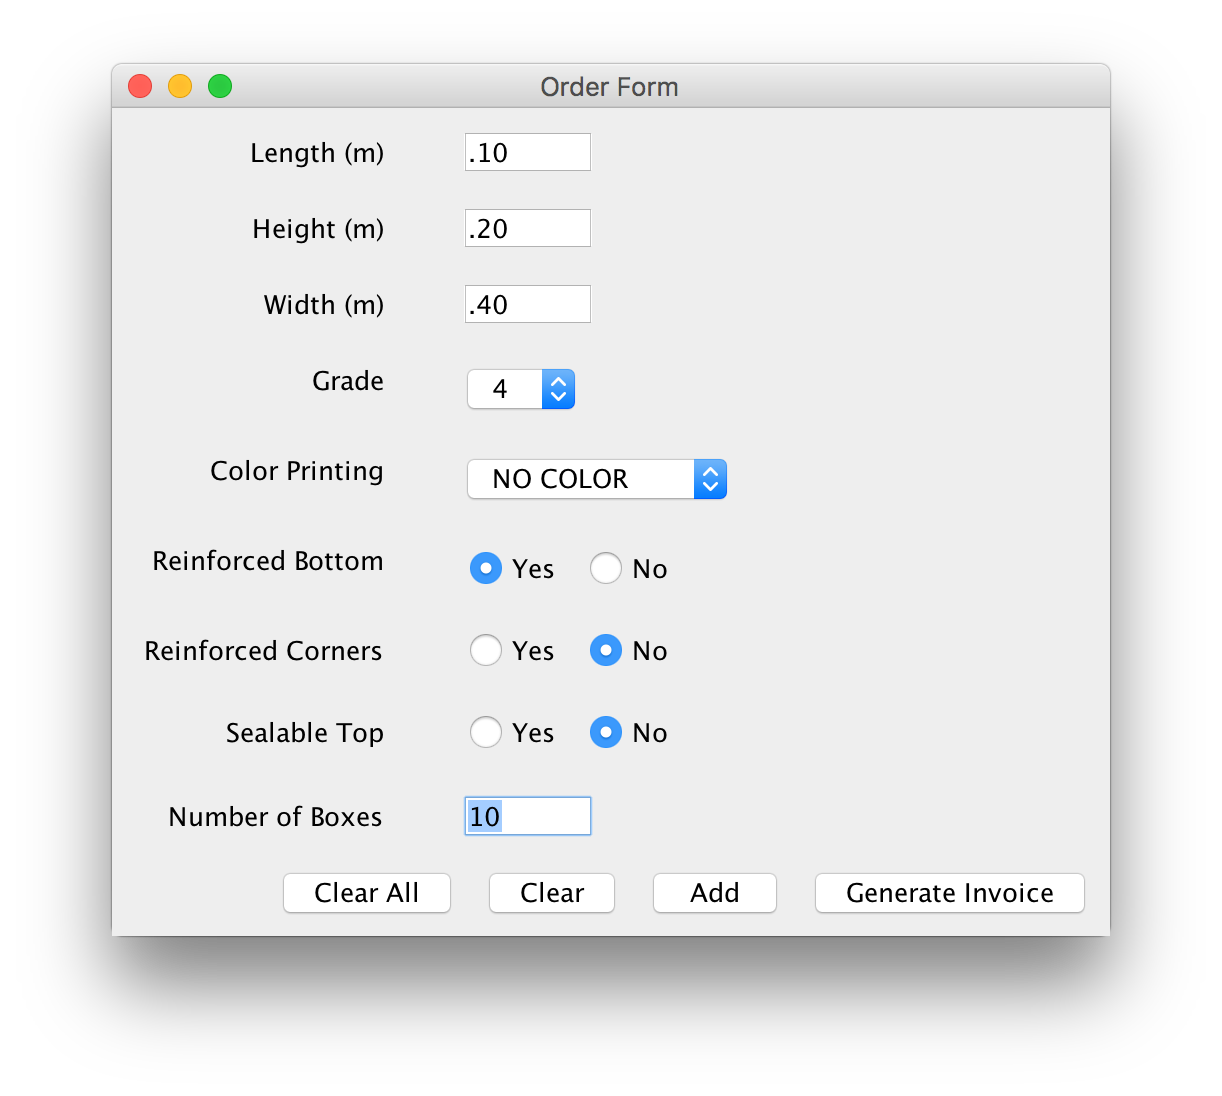 Order Form
Length (m) .10
Height (m) .20
Width (m) .40
Grade 4
Color Printing NO COLOR
Reinforced Bottom Yes No
Reinforced Corners Yes No
Sealable Top Yes No
Number of Boxes 10
Clear All Clear Add Generate Invoice